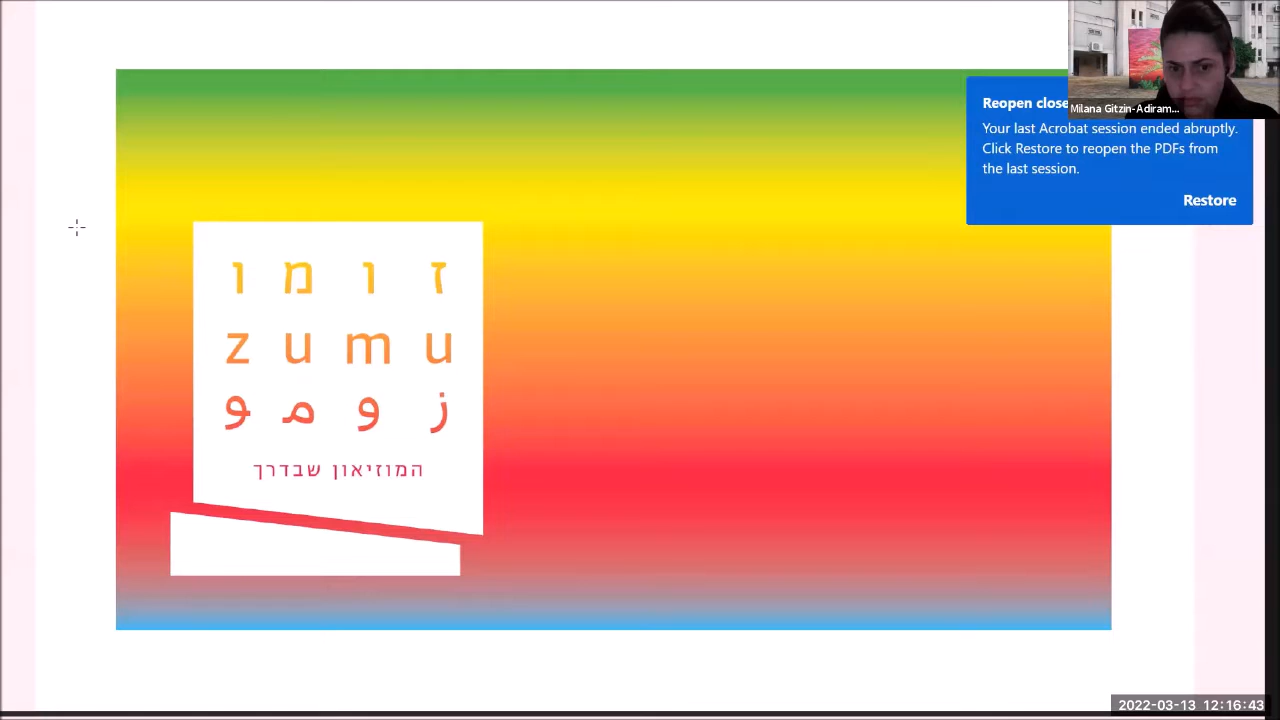 Reopen close
Your last Acrobat session ended abruptly.
Click Restore to reopen the PDFs from
the last session.
Restore
Milana Gitzin-Adiram...
ז ו מ ו
z u m u
ز و م و
המוזיאון שבדרך
2022-03-13 12:16:43